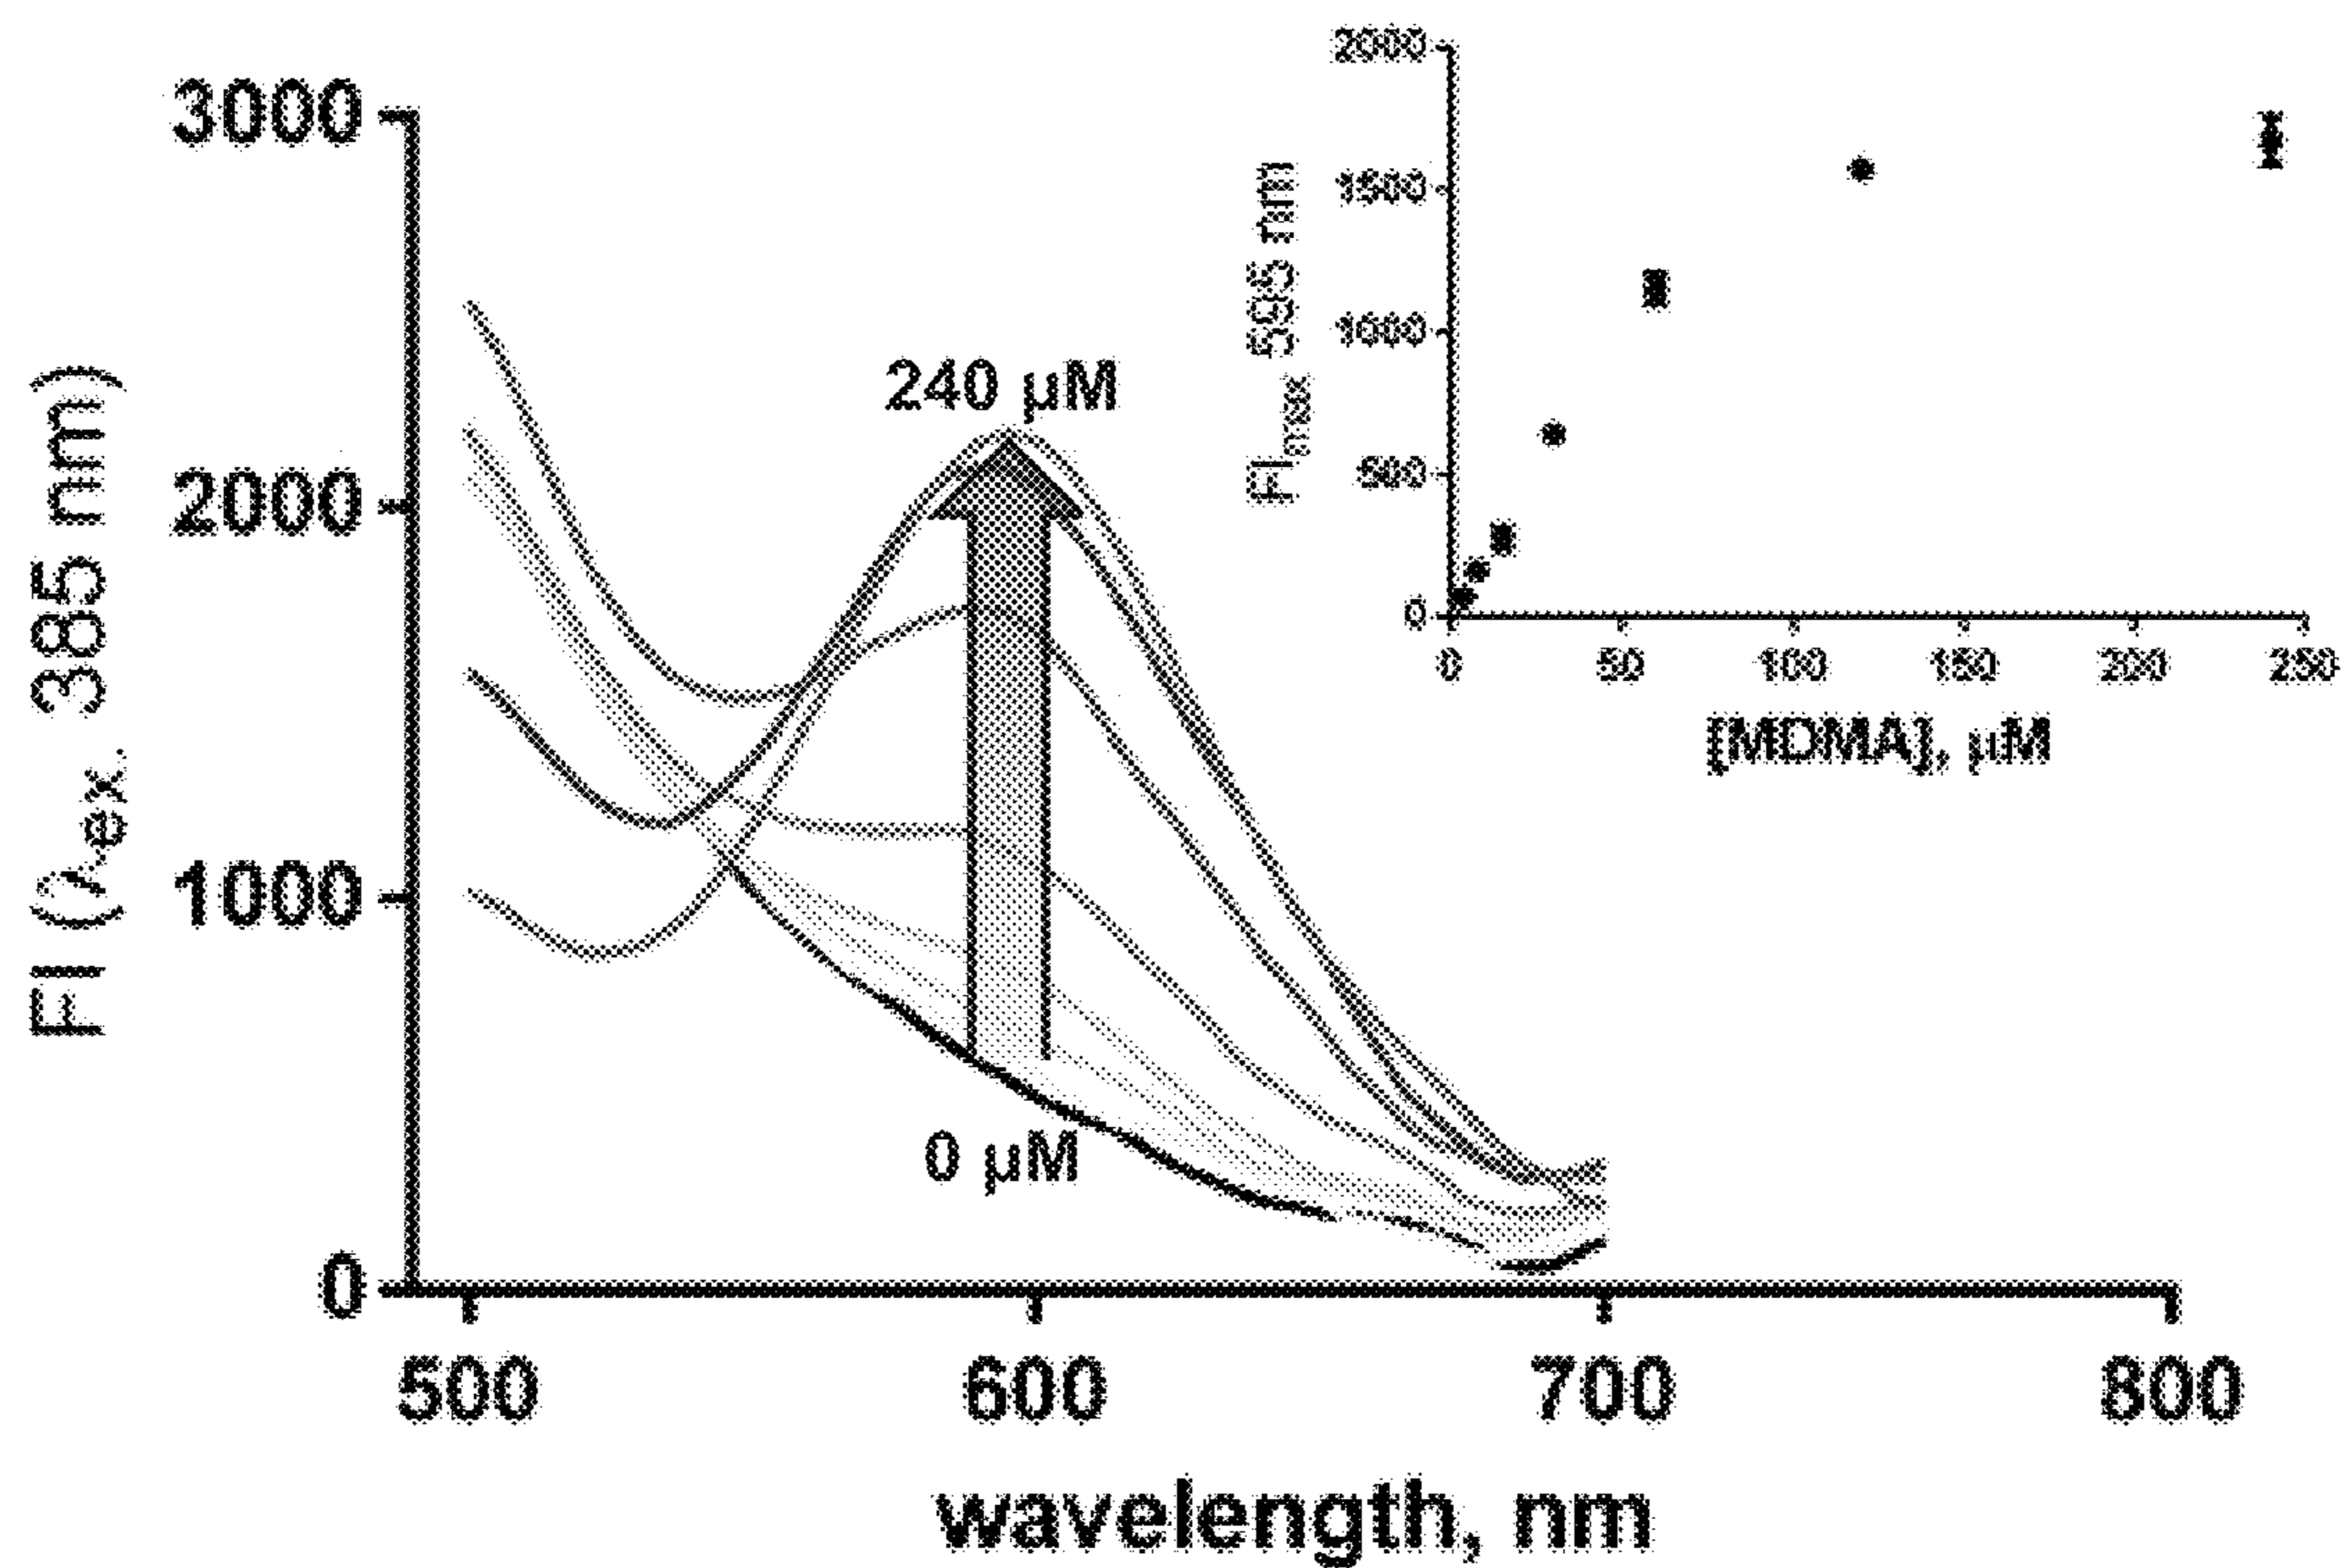 FI (λex. 385 nm)
3000
2000
1000
0
500 600 700 800
wavelength, nm
240 µM
0 µM
FImax 595 nm
2000
1500
1000
500
0
0 50 100 150 200 250
[MDMA], µM